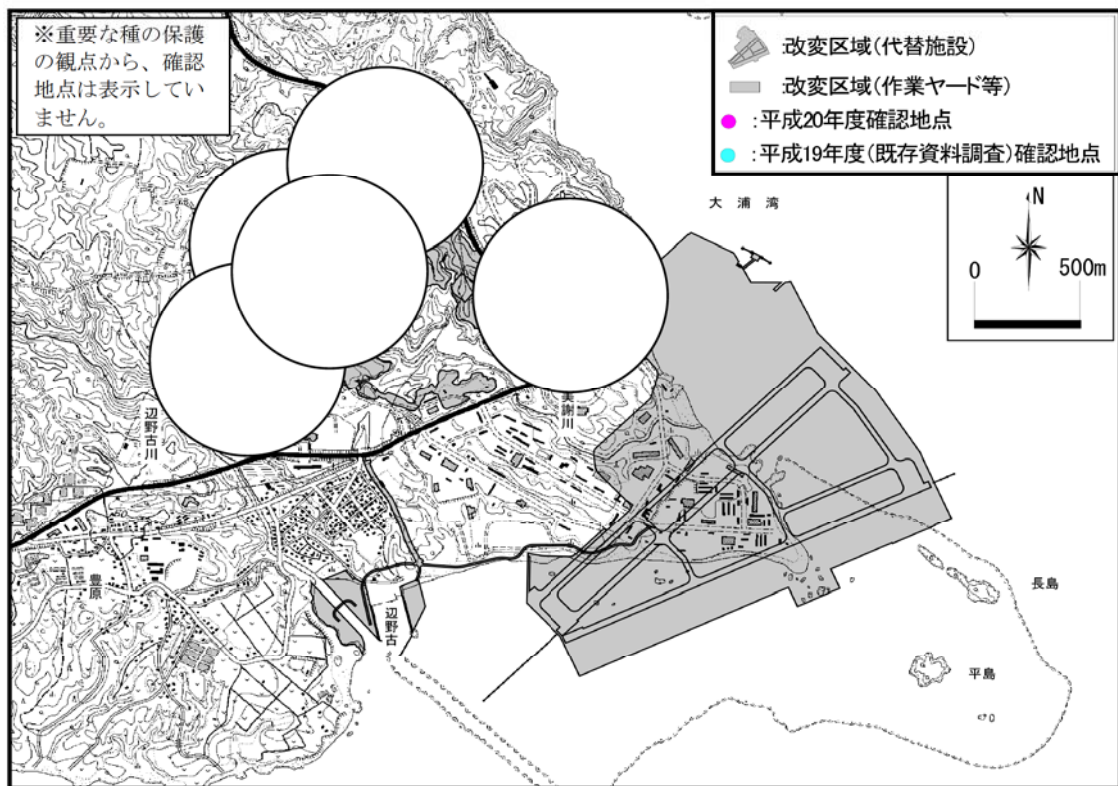 ※重要な種の保護
の観点から、確認
地点は表示してい
ません。
:改変区域(代替施設)
:改変区域(作業ヤード等)
:平成20年度確認地点
:平成19年度(既存資料調査)確認地点
N
0 500m
大浦湾
辺野古川
美謝川
豊原
辺野古
長島
平島